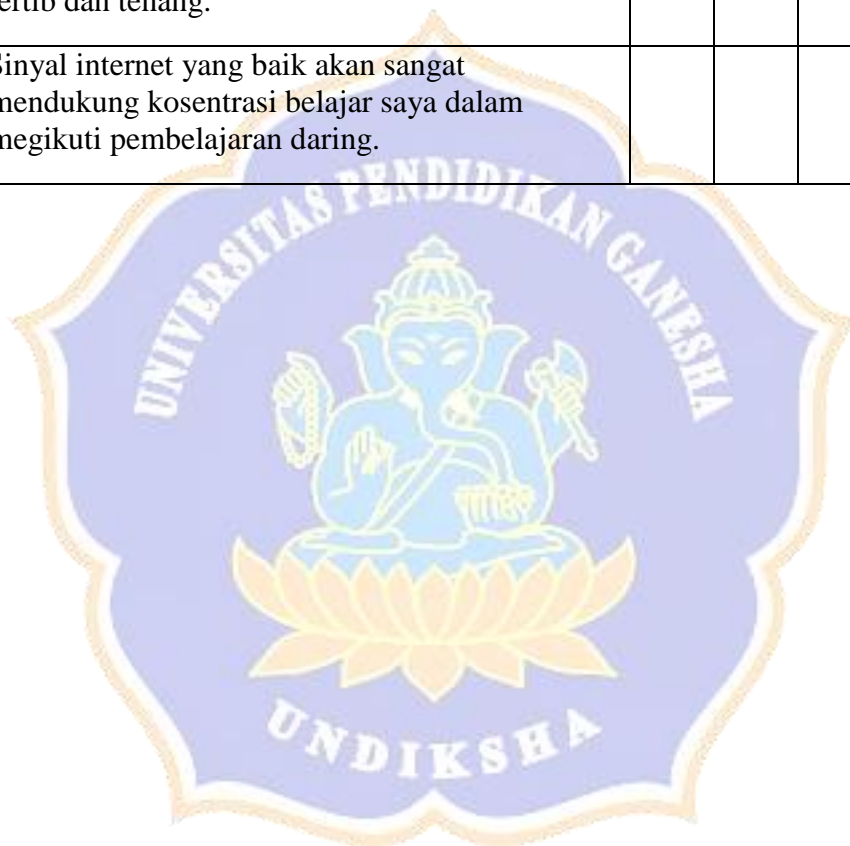 tertib dan tenang.
Sinyal internet yang baik akan sangat
mendukung kosentrasi belajar saya dalam
megikuti pembelajaran daring.
UNIVERSITAS PENDIDIKAN GANESHA
UNDIKSHA